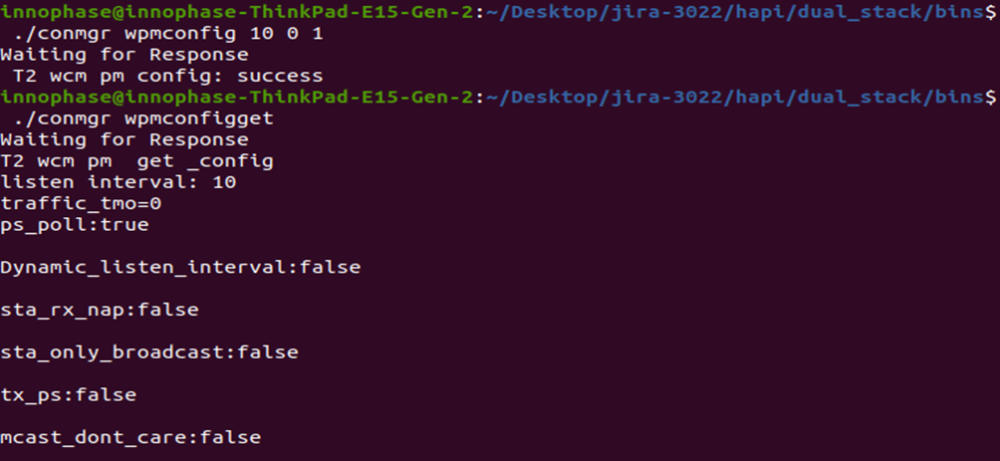 innophase@innophase-ThinkPad-E15-Gen-2:~/Desktop/jira-3022/hapi/dual_stack/bins$
./conmgr wpmconfig 10 0 1
Waiting for Response
T2 wcm pm config: success
innophase@innophase-ThinkPad-E15-Gen-2:~/Desktop/jira-3022/hapi/dual_stack/bins$
./conmgr wpmconfigget
Waiting for Response
T2 wcm pm  get _config
listen interval: 10
traffic_tmo=0
ps_poll:true
Dynamic_listen_interval:false
sta_rx_nap:false
sta_only_broadcast:false
tx_ps:false
mcast_dont_care:false